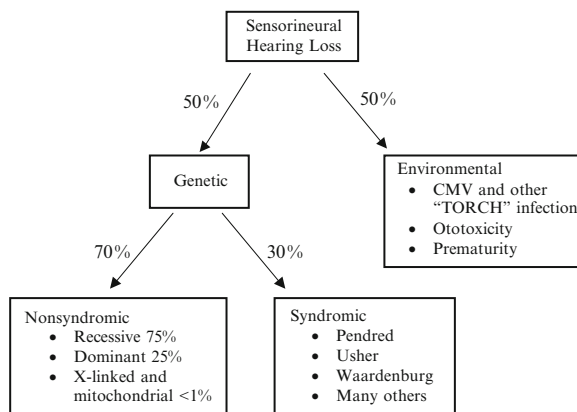 Sensorineural
Hearing Loss
50%
50%
Genetic
Environmental
• CMV and other
“TORCH” infection
• Ototoxicity
• Prematurity
70%
30%
Nonsyndromic
• Recessive 75%
• Dominant 25%
• X-linked and
mitochondrial <1%
Syndromic
• Pendred
• Usher
• Waardenburg
• Many others